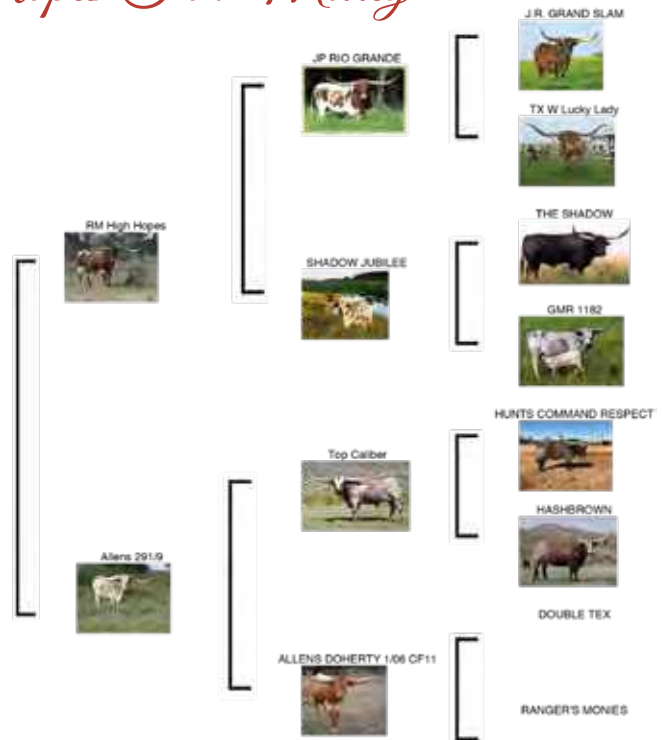 J.R. GRAND SLAM
JP RIO GRANDE
TX W Lucky Lady
THE SHADOW
RM High Hopes
SHADOW JUBILEE
GMR 1182
HUNTS COMMAND RESPECT
Top Caliber
HASHBROWN
Allens 291/9
DOUBLE TEX
ALLENS DOHERTY 1/06 CF11
RANGER'S MONIES